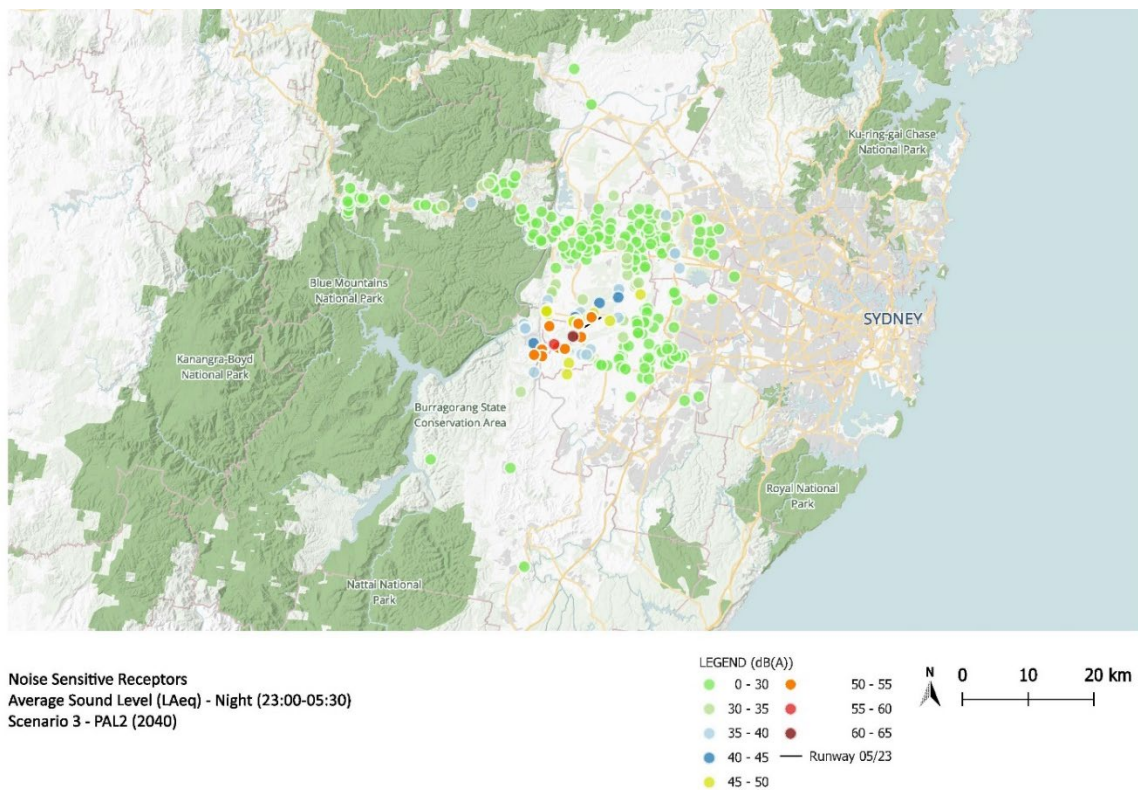 Ku-ring-gai Chase
National Park
Blue Mountains
National Park
SYDNEY
Kanangra-Boyd
National Park
Burragorang State
Conservation Area
Royal National
Park
Nattai National
Park
Noise Sensitive Receptors
Average Sound Level (LAeq) - Night (23:00-05:30)
Scenario 3 - PAL2 (2040)
LEGEND (dB(A))
0 - 30
30 - 35
35 - 40
40 - 45
45 - 50
50 - 55
55 - 60
60 - 65
Runway 05/23
N
0 10 20 km